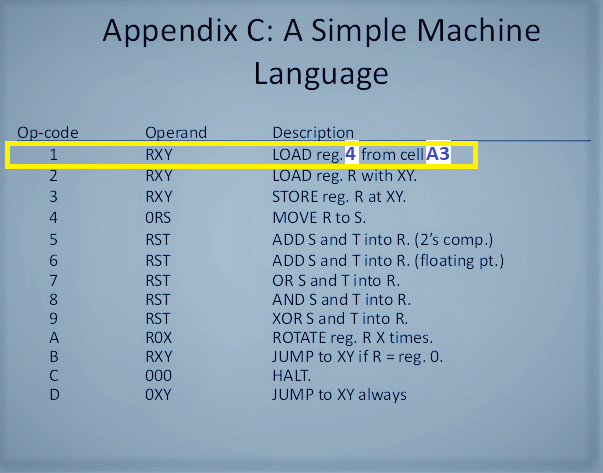 Appendix C: A Simple Machine
Language
Op-code Operand Description
1 RXY LOAD reg. 4 from cell A3
2 RXY LOAD reg. R with XY.
3 RXY STORE reg. R at XY.
4 0RS MOVE R to S.
5 RST ADD S and T into R. (2's comp.)
6 RST ADD S and T into R. (floating pt.)
7 RST OR S and T into R.
8 RST AND S and T into R.
9 RST XOR S and T into R.
A R0X ROTATE reg. R X times.
B RXY JUMP to XY if R = reg. 0.
C 000 HALT.
D 0XY JUMP to XY always